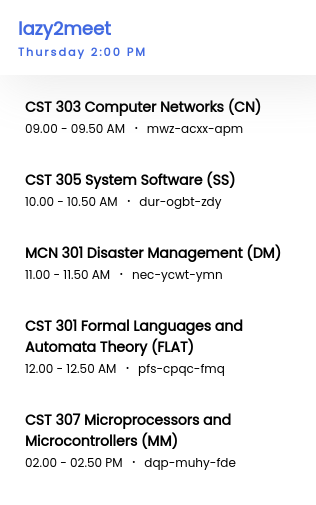 lazy2meet
Thursday 2:00 PM
CST 303 Computer Networks (CN)
09.00 - 09.50 AM · mwz-acxx-apm
CST 305 System Software (SS)
10.00 - 10.50 AM · dur-ogbt-zdy
MCN 301 Disaster Management (DM)
11.00 - 11.50 AM · nec-ycwt-ymn
CST 301 Formal Languages and
Automata Theory (FLAT)
12.00 - 12.50 AM · pfs-cpqc-fmq
CST 307 Microprocessors and
Microcontrollers (MM)
02.00 - 02.50 PM · dqp-muhy-fde